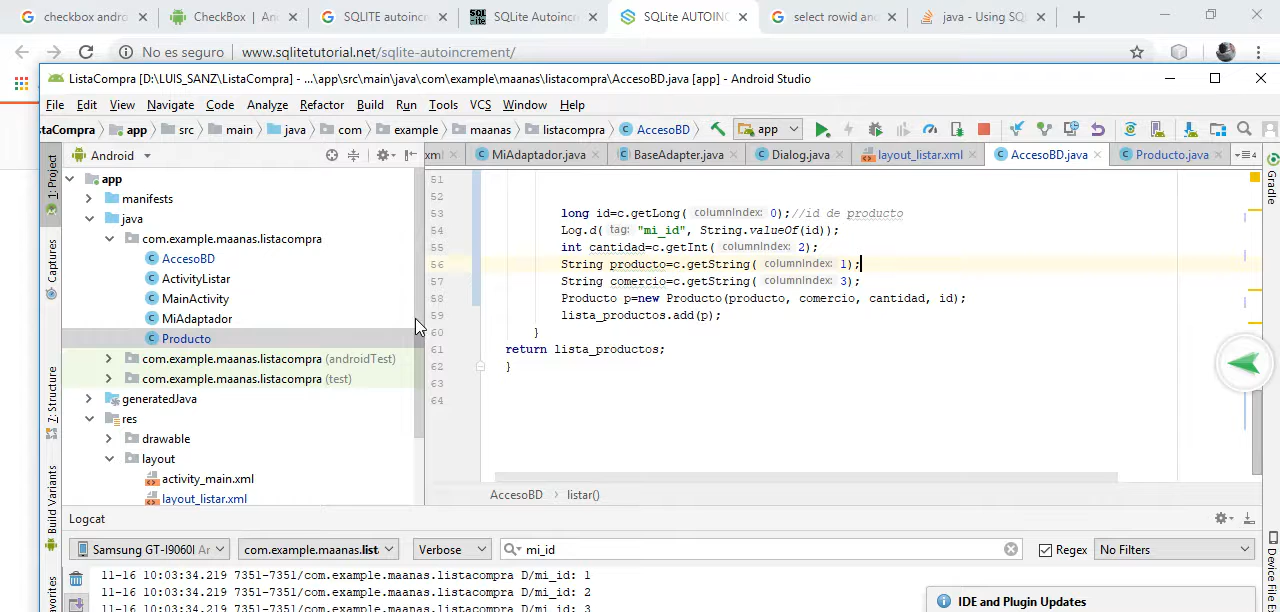 checkbox andro
CheckBox | An
SQLITE autoincr
SQLite Autoincr
SQLite AUTOIN
select rowid and
java - Using SQ
No es seguro
www.sqlitetutorial.net/sqlite-autoincrement/
ListaCompra [D:\LUIS_SANZ\ListaCompra] - ...\app\src\main\java\com\example\maanas\listacompra\AccesoBD.java [app] - Android Studio
File Edit View Navigate Code Analyze Refactor Build Run Tools VCS Window Help
staCompra app src main java com example maanas listacompra AccesoBD app
Android
xml MiAdaptador.java BaseAdapter.java Dialog.java layout_listar.xml AccesoBD.java Producto.java
1: Project
Captures
7: Structure
Build Variants
avorites
Gradle
Device File E
app
manifests
java
com.example.maanas.listacompra
AccesoBD
ActivityListar
MainActivity
MiAdaptador
Producto
com.example.maanas.listacompra (androidTest)
com.example.maanas.listacompra (test)
generatedJava
res
drawable
layout
activity_main.xml
layout_listar.xml
51
52
53 long id=c.getLong( columnIndex: 0);//id de producto
54 Log.d( tag: "mi_id", String.valueOf(id));
55 int cantidad=c.getInt( columnIndex: 2);
56 String producto=c.getString( columnIndex: 1);
57 String comercio=c.getString( columnIndex: 3);
58 Producto p=new Producto(producto, comercio, cantidad, id);
59 lista_productos.add(p);
60 }
61 return lista_productos;
62 }
63
64
AccesoBD › listar()
Logcat
Samsung GT-I9060I An com.example.maanas.list Verbose mi_id Regex No Filters
11-16 10:03:34.219 7351-7351/com.example.maanas.listacompra D/mi_id: 1
11-16 10:03:34.219 7351-7351/com.example.maanas.listacompra D/mi_id: 2
11-16 10:03:34.219 7351-7351/com.example.maanas.listacompra D/mi_id:
IDE and Plugin Updates